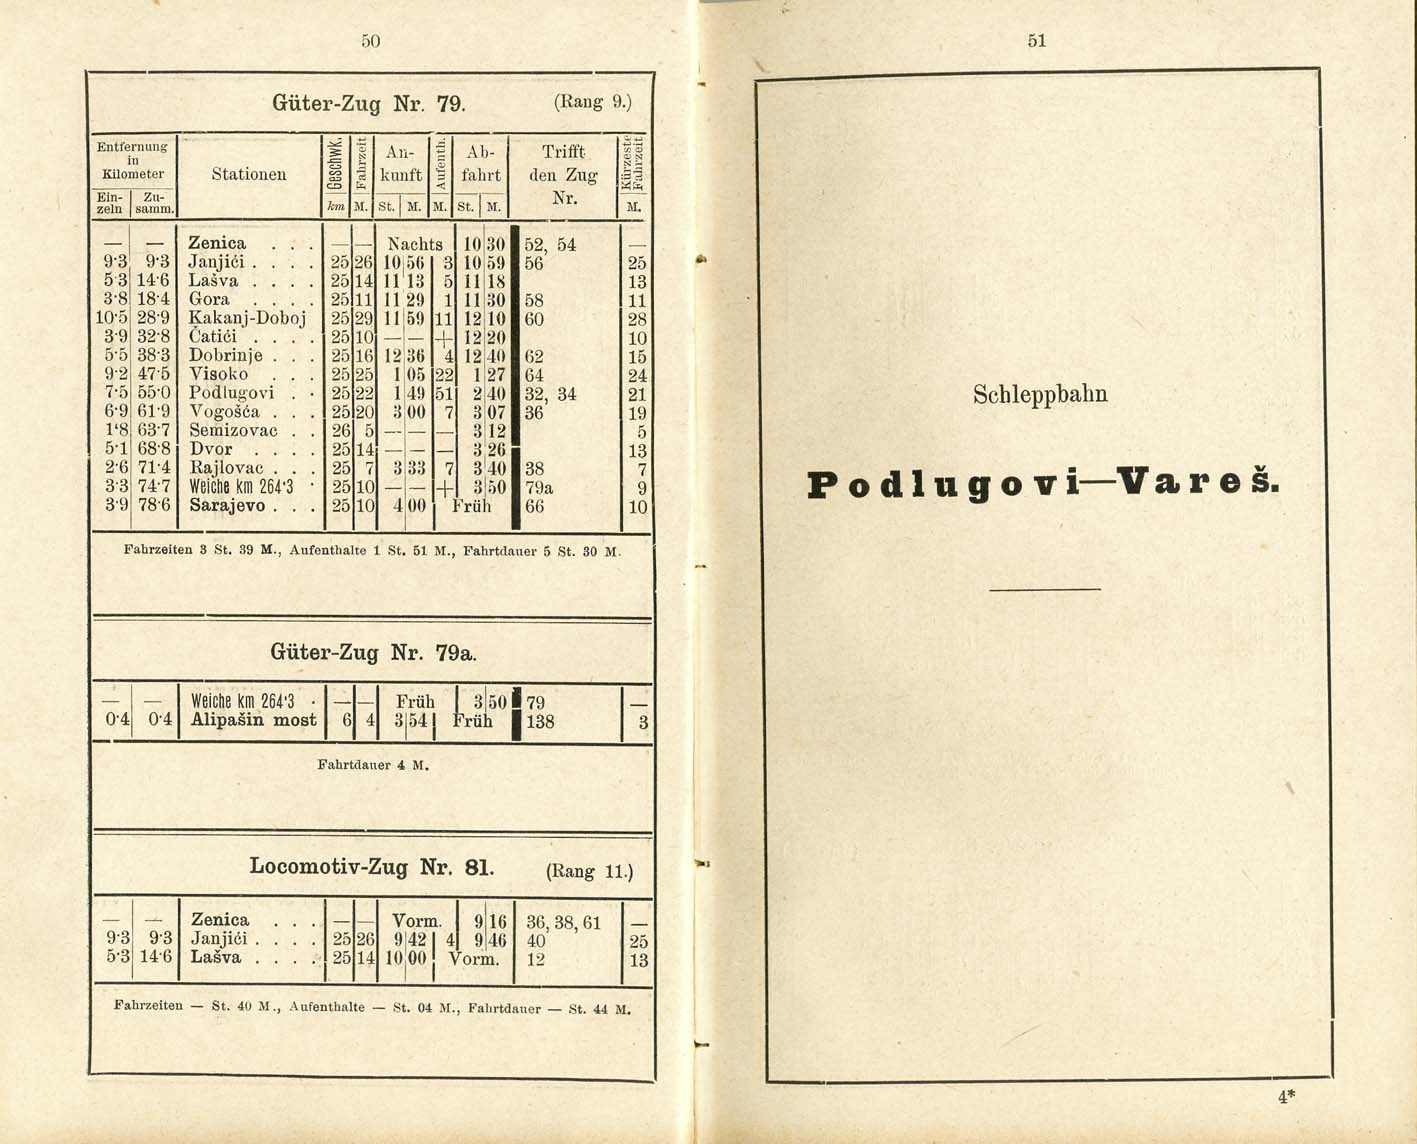 50
Güter-Zug Nr. 79. (Rang 9.)
Entfernung in Kilometer | Stationen | Geschwk. | Fahrzeit | An-kunft | Aufenth. | Ab-fahrt | Trifft den Zug Nr. | Kürzeste Fahrzeit
Ein-zeln | Zu-samm. | km | M. | St. | M. | M. | St. | M. | M.
— — Zenica . . . — — Nachts 10 30 52, 54 —
9·3 9·3 Janjići . . . . 25 26 10 56 3 10 59 56 25
5·3 14·6 Lašva . . . . 25 14 11 13 5 11 18 13
3·8 18·4 Gora . . . . 25 11 11 29 1 11 30 58 11
10·5 28·9 Kakanj-Doboj 25 29 11 59 11 12 10 60 28
3·9 32·8 Čatići . . . . 25 10 — — + 12 20 10
5·5 38·3 Dobrinje . . . 25 16 12 36 4 12 40 62 15
9·2 47·5 Visoko . . . 25 25 1 05 22 1 27 64 24
7·5 55·0 Podlugovi . · 25 22 1 49 51 2 40 32, 34 21
6·9 61·9 Vogošća . . . 25 20 3 00 7 3 07 36 19
1·8 63·7 Semizovac . . 26 5 — — — 3 12 5
5·1 68·8 Dvor . . . . 25 14 — — — 3 26 13
2·6 71·4 Rajlovac . . . 25 7 3 33 7 3 40 38 7
3·3 74·7 Weiche km 264·3 · 25 10 — — + 3 50 79a 9
3·9 78·6 Sarajevo . . . 25 10 4 00 Früh 66 10
Fahrzeiten 3 St. 39 M., Aufenthalte 1 St. 51 M., Fahrtdauer 5 St. 30 M.
Güter-Zug Nr. 79a.
— — Weiche km 264·3 · — — Früh 3 50 79 —
0·4 0·4 Alipašin most 6 4 3 54 Früh 138 3
Fahrtdauer 4 M.
Locomotiv-Zug Nr. 81. (Rang 11.)
— — Zenica . . . — — Vorm. 9 16 36, 38, 61 —
9·3 9·3 Janjići . . . . 25 26 9 42 4 9 46 40 25
5·3 14·6 Lašva . . . . 25 14 10 00 Vorm. 12 13
Fahrzeiten — St. 40 M., Aufenthalte — St. 04 M., Fahrtdauer — St. 44 M.
51
Schleppbahn
Podlugovi—Vareš.
4*